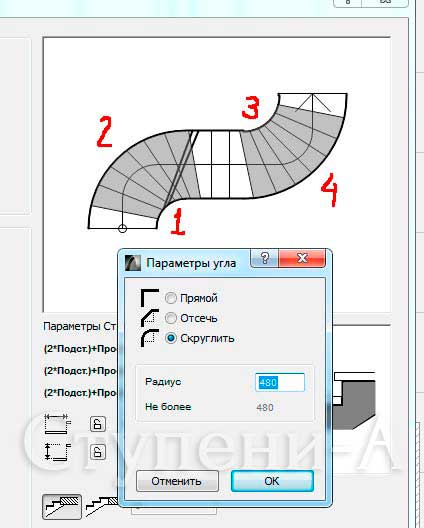 3
2
4
1
Параметры угла
Прямой
Отсечь
Скруглить
Параметры Ст
(2*Подст.)+Про
(2*Подст.)+Про
(2*Подст.)+Про
Радиус 480
Не более 480
Ступени-А
Отменить OK